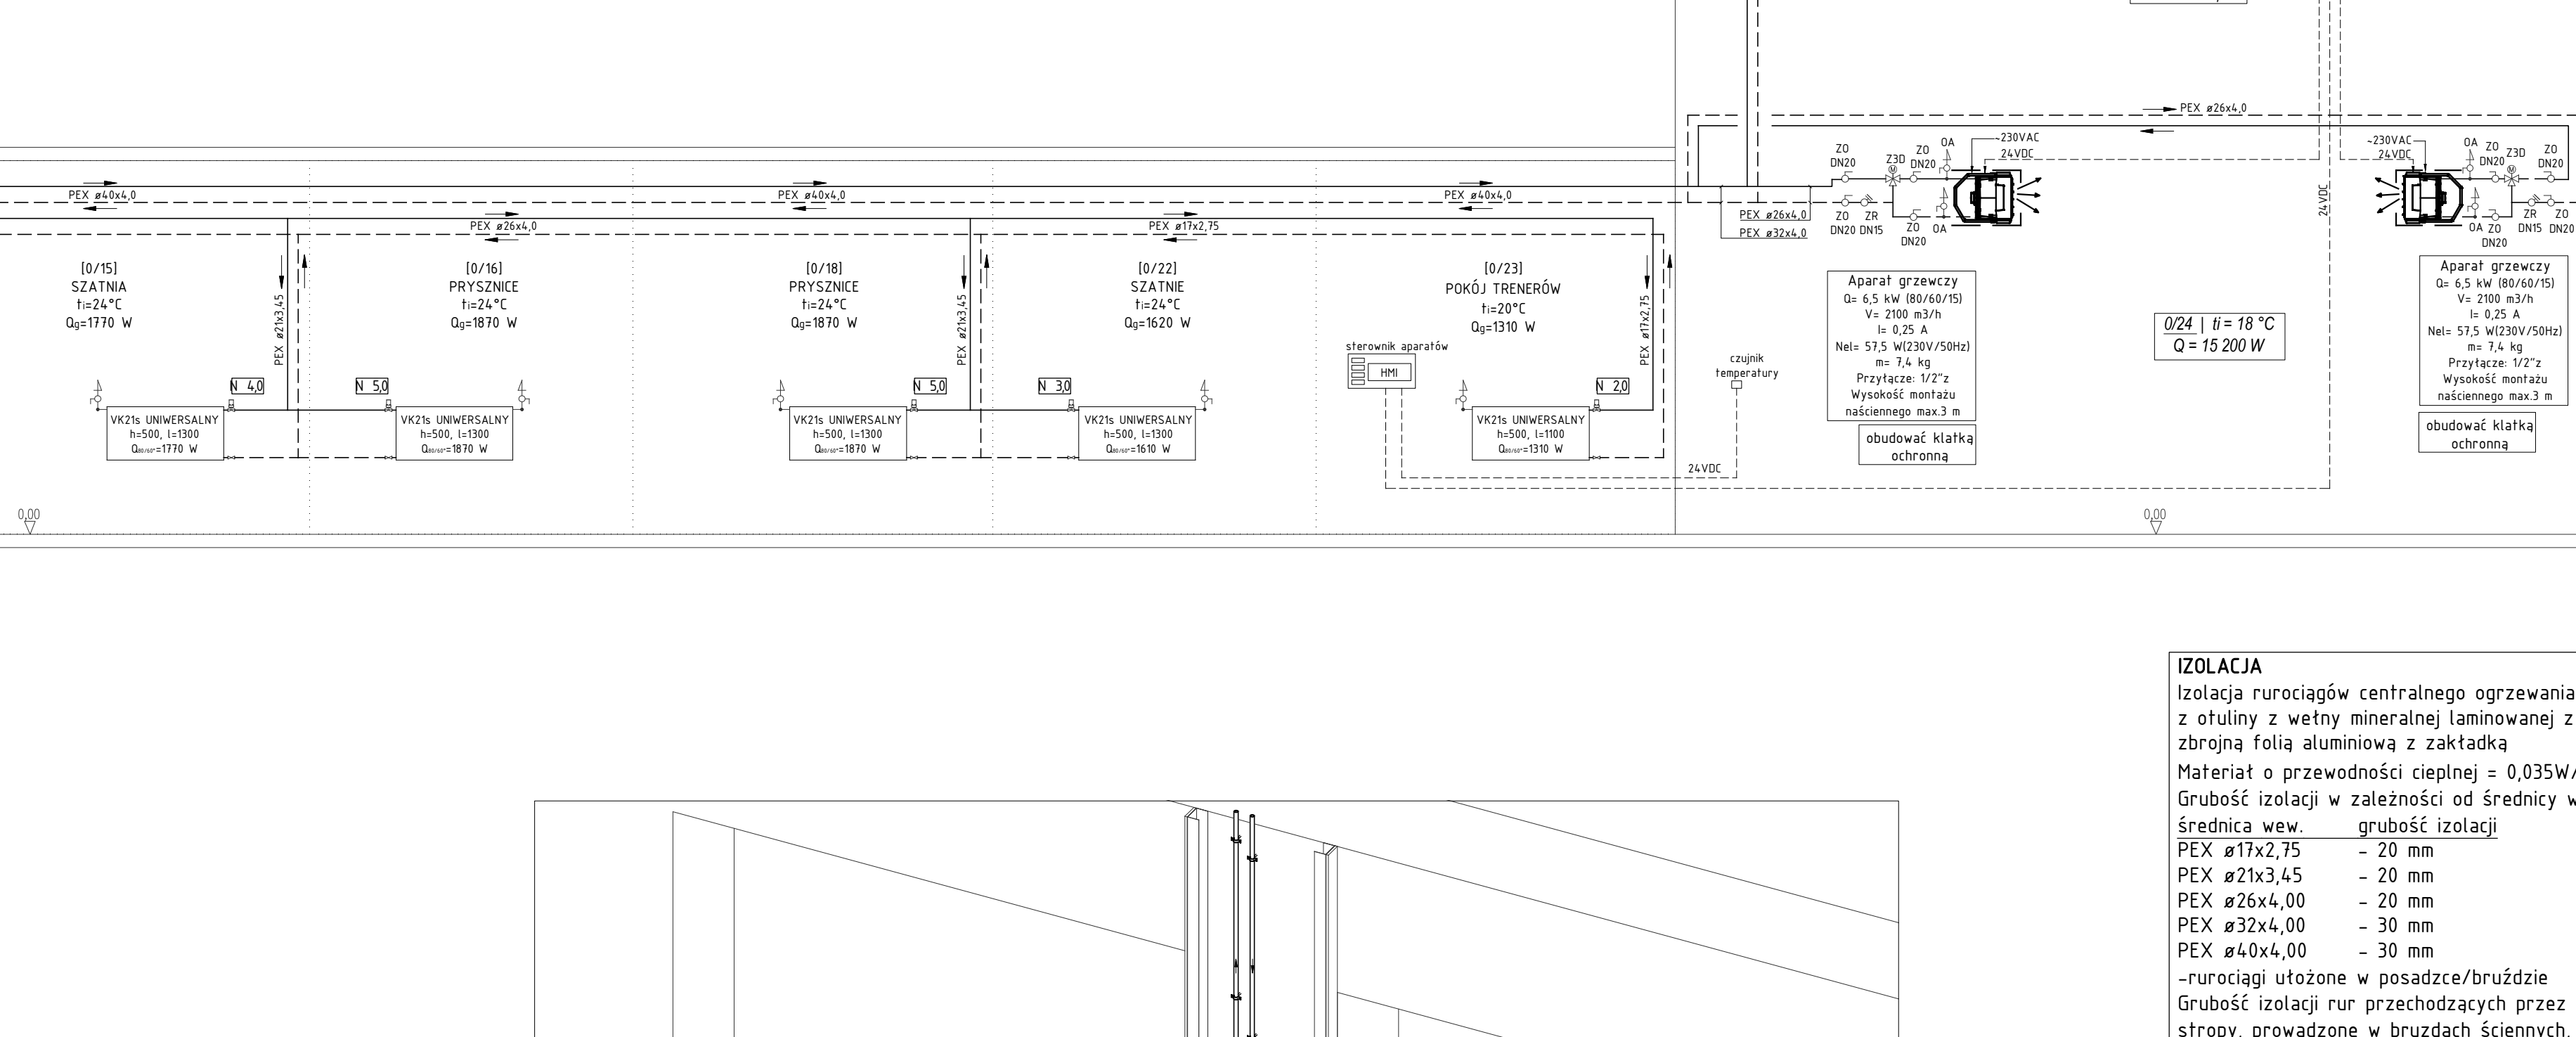 PEX ø26x4,0
~230VAC
24VDC
OA
ZO
DN20
Z3D
ZO
DN20
~230VAC
24VDC
OA
ZO
DN20
Z3D
ZO
DN20
PEX ø40x4,0
PEX ø40x4,0
PEX ø40x4,0
24VDC
PEX ø26x4,0
PEX ø17x2,75
PEX ø26x4,0
PEX ø32x4,0
ZO
DN20
ZR
DN15
ZO
DN20
OA
OA
ZO
DN20
ZR
DN15
ZO
DN20
[0/15]
SZATNIA
ti=24°C
Qg=1770 W
PEX ø21x3,45
[0/16]
PRYSZNICE
ti=24°C
Qg=1870 W
[0/18]
PRYSZNICE
ti=24°C
Qg=1870 W
PEX ø21x3,45
[0/22]
SZATNIE
ti=24°C
Qg=1620 W
[0/23]
POKÓJ TRENERÓW
ti=20°C
Qg=1310 W
PEX ø17x2,75
Aparat grzewczy
Q= 6,5 kW (80/60/15)
V= 2100 m3/h
I= 0,25 A
Nel= 57,5 W(230V/50Hz)
m= 7,4 kg
Przyłącze: 1/2"z
Wysokość montażu
naściennego max.3 m
obudować klatką
ochronną
0/24 | ti = 18 °C
Q = 15 200 W
Aparat grzewczy
Q= 6,5 kW (80/60/15)
V= 2100 m3/h
I= 0,25 A
Nel= 57,5 W(230V/50Hz)
m= 7,4 kg
Przyłącze: 1/2"z
Wysokość montażu
naściennego max.3 m
obudować klatką
ochronną
sterownik aparatów
HMI
czujnik
temperatury
24VDC
N 4,0
N 5,0
N 5,0
N 3,0
N 2,0
VK21s UNIWERSALNY
h=500, l=1300
Q80/60°=1770 W
VK21s UNIWERSALNY
h=500, l=1300
Q80/60°=1870 W
VK21s UNIWERSALNY
h=500, l=1300
Q80/60°=1870 W
VK21s UNIWERSALNY
h=500, l=1300
Q80/60°=1610 W
VK21s UNIWERSALNY
h=500, l=1100
Q80/60°=1310 W
0,00
0,00
IZOLACJA
Izolacja rurociągów centralnego ogrzewania
z otuliny z wełny mineralnej laminowanej z
zbrojną folią aluminiową z zakładką
Materiał o przewodności cieplnej = 0,035W/
Grubość izolacji w zależności od średnicy w
średnica wew. grubość izolacji
PEX ø17x2,75 - 20 mm
PEX ø21x3,45 - 20 mm
PEX ø26x4,00 - 20 mm
PEX ø32x4,00 - 30 mm
PEX ø40x4,00 - 30 mm
-rurociągi ułożone w posadzce/bruździe
Grubość izolacji rur przechodzących przez
stropy, prowadzone w bruzdach ściennych,